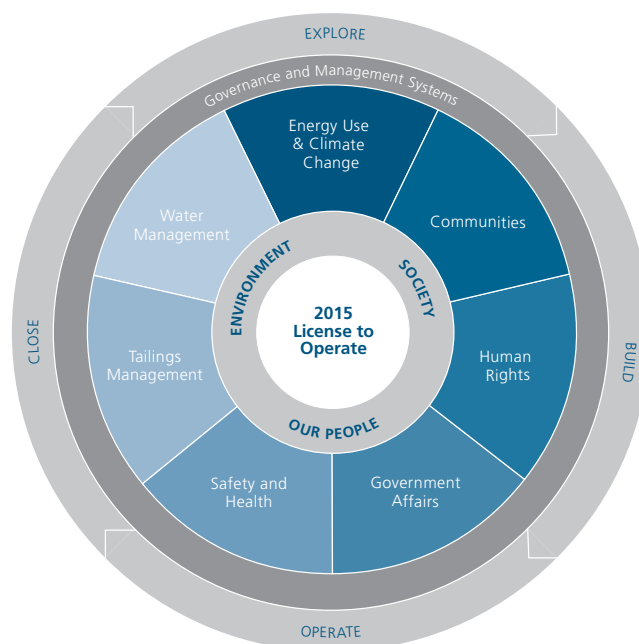 EXPLORE
Governance and Management Systems
Energy Use
& Climate
Change
Communities
Human
Rights
Government
Affairs
Safety and
Health
Tailings
Management
Water
Management
ENVIRONMENT
SOCIETY
OUR PEOPLE
2015
License to
Operate
BUILD
OPERATE
CLOSE